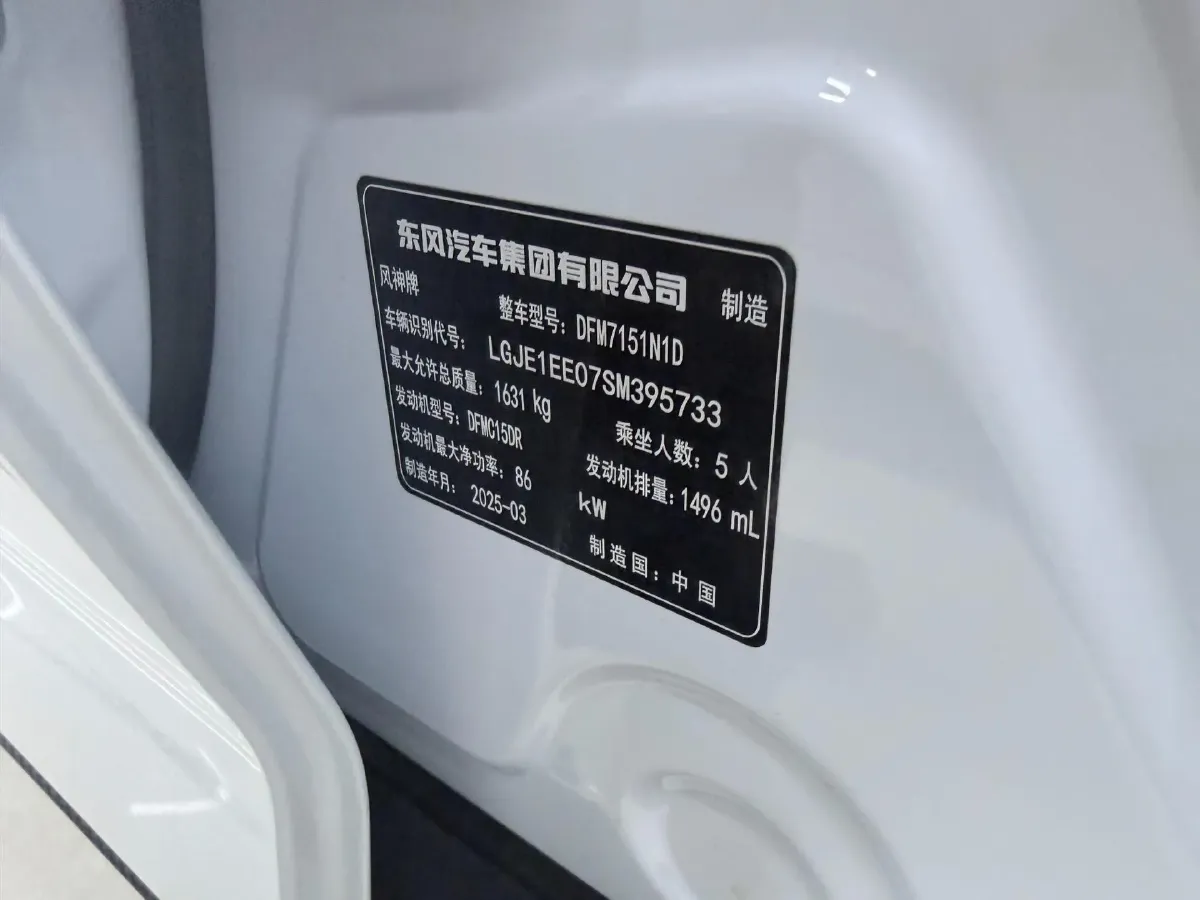 东风汽车集团有限公司 制造
风神牌 整车型号：DFM7151N1D
车辆识别代号：LGJE1EE07SM395733
最大允许总质量：1631 kg 乘坐人数：5 人
发动机型号：DFMC15DR 发动机排量：1496 mL
发动机最大净功率：86 kW
制造年月：2025-03 制造国：中国